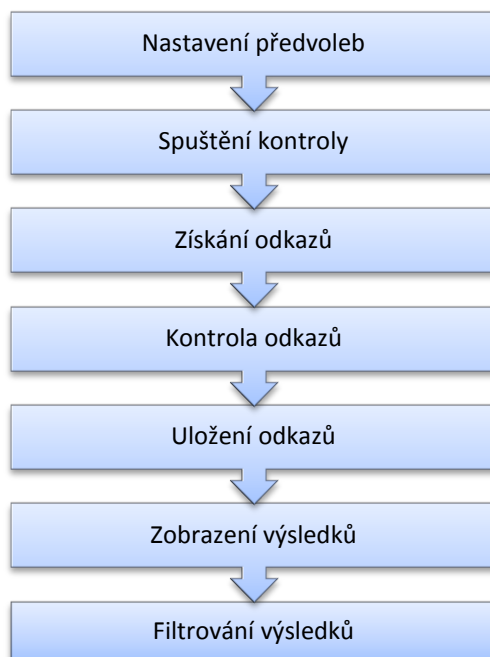 Nastavení předvoleb
Spuštění kontroly
Získání odkazů
Kontrola odkazů
Uložení odkazů
Zobrazení výsledků
Filtrování výsledků